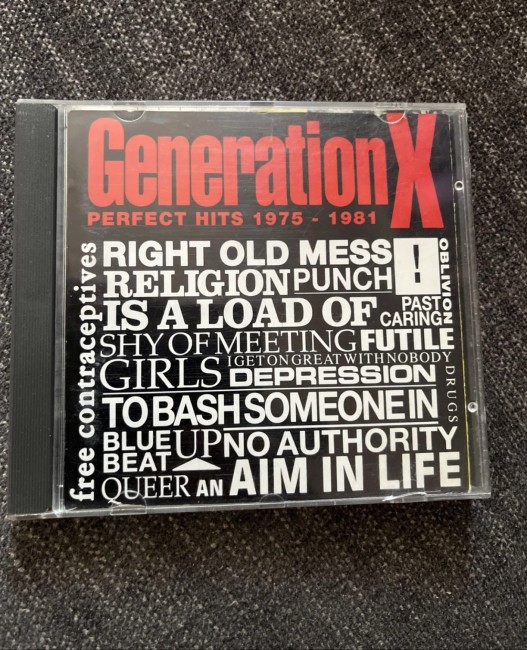 Generation X
PERFECT HITS 1975 - 1981
free contraceptives
RIGHT OLD MESS
!
OBLIVION
RELIGION PUNCH
IS A LOAD OF
PAST
CARING
SHY OF MEETING FUTILE
I GET ON GREAT WITH NOBODY
GIRLS DEPRESSION
DRUGS
TO BASH SOMEONE IN
BLUE
BEAT
UP NO AUTHORITY
QUEER AN AIM IN LIFE